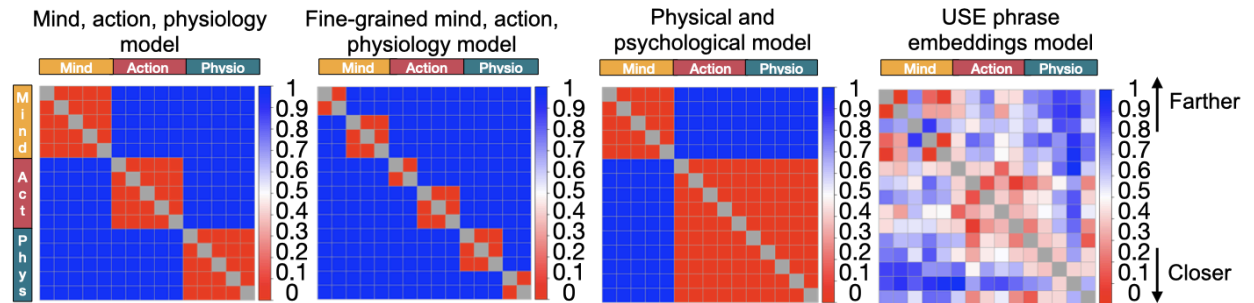 Mind, action, physiology
model
Fine-grained mind, action,
physiology model
Physical and
psychological model
USE phrase
embeddings model
Mind Action Physio
Mind Action Physio
Mind Action Physio
Mind Action Physio
Mind
Act
Phys
1
0.9
0.8
0.7
0.6
0.5
0.4
0.3
0.2
0.1
0
1
0.9
0.8
0.7
0.6
0.5
0.4
0.3
0.2
0.1
0
1
0.9
0.8
0.7
0.6
0.5
0.4
0.3
0.2
0.1
0
1
0.9
0.8
0.7
0.6
0.5
0.4
0.3
0.2
0.1
0
Farther
Closer